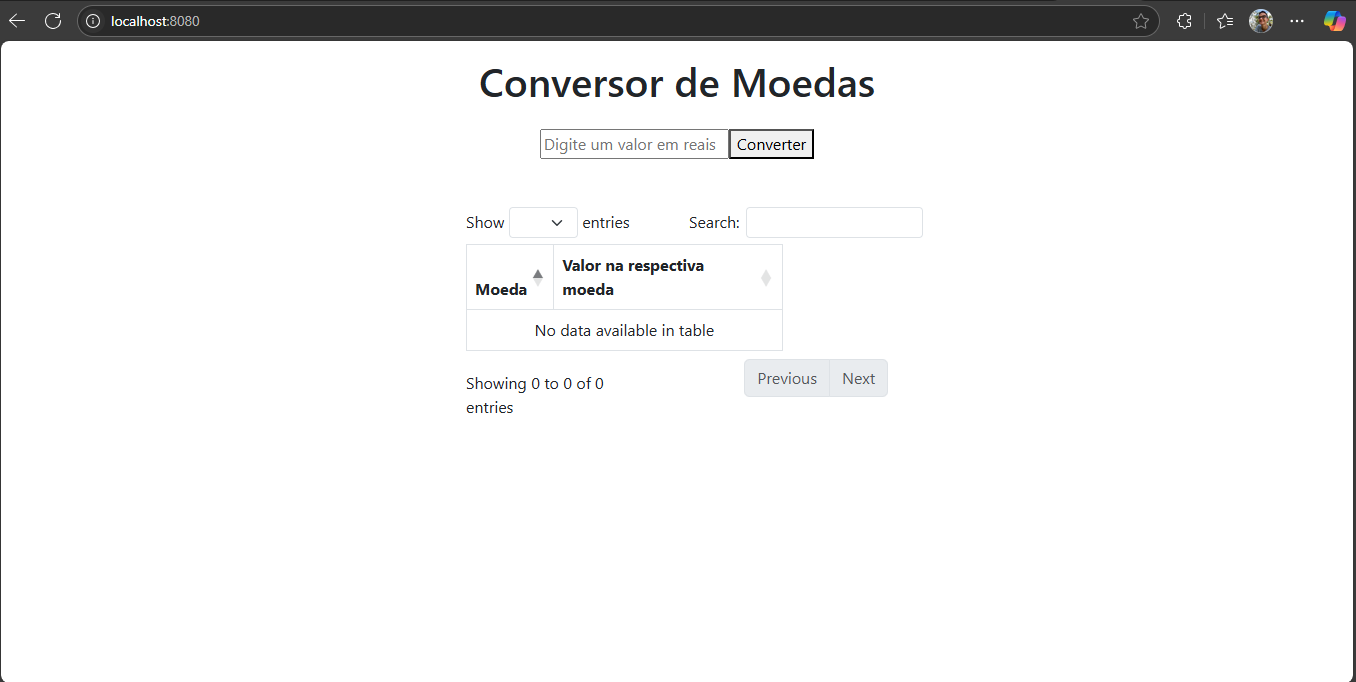 localhost:8080
Conversor de Moedas
Digite um valor em reais Converter
Show entries Search:
Moeda Valor na respectiva moeda
No data available in table
Showing 0 to 0 of 0 entries
Previous Next